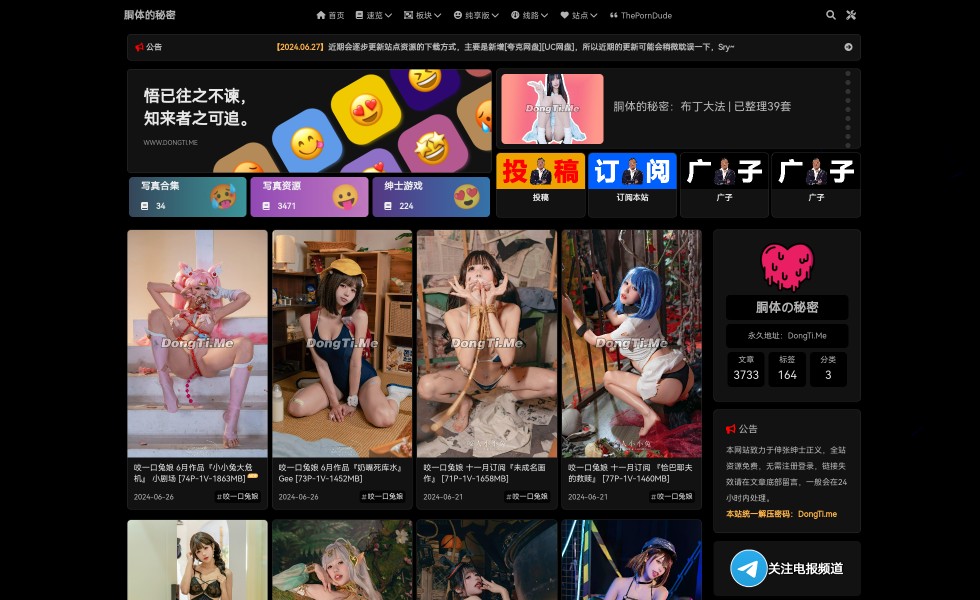 胴体的秘密
首页
速览
板块
纯享版
线路
站点
ThePornDude
公告
【2024.06.27】近期会逐步更新站点资源的下载方式，主要是新增[夸克网盘][UC网盘]，所以近期的更新可能会稍微耽误一下，Sry~
悟已往之不谏，
知来者之可追。
WWW.DONGTI.ME
写真合集
34
写真资源
3471
绅士游戏
224
DongTi.Me
胴体的秘密：布丁大法 | 已整理39套
投稿
投稿
订阅
订阅本站
广子
广子
广子
广子
DongTi.Me
咬一口兔娘 6月作品『小小兔大危
机』 小剧场 [74P-1V-1863MB]
2024-06-26
#咬一口兔娘
DongTi.Me
咬一口兔娘 6月作品『奶嘴死库水』
Gee [73P-1V-1452MB]
2024-06-26
#咬一口兔娘
DongTi.Me
咬一口兔娘 十一月订阅『未成名画
作』 [71P-1V-1658MB]
2024-06-21
#咬一口兔娘
DongTi.Me
咬一口兔娘 十一月订阅 『恰巴耶夫
的救赎』 [77P-1V-1460MB]
2024-06-21
#咬一口兔娘
胴体の秘密
永久地址：DongTi.Me
文章
3733
标签
164
分类
3
公告
本网站致力于伸张绅士正义，全站
资源免费，无需注册登录，链接失
效请在文章底部留言，一般会在24
小时内处理。
本站统一解压密码：DongTi.me
关注电报频道